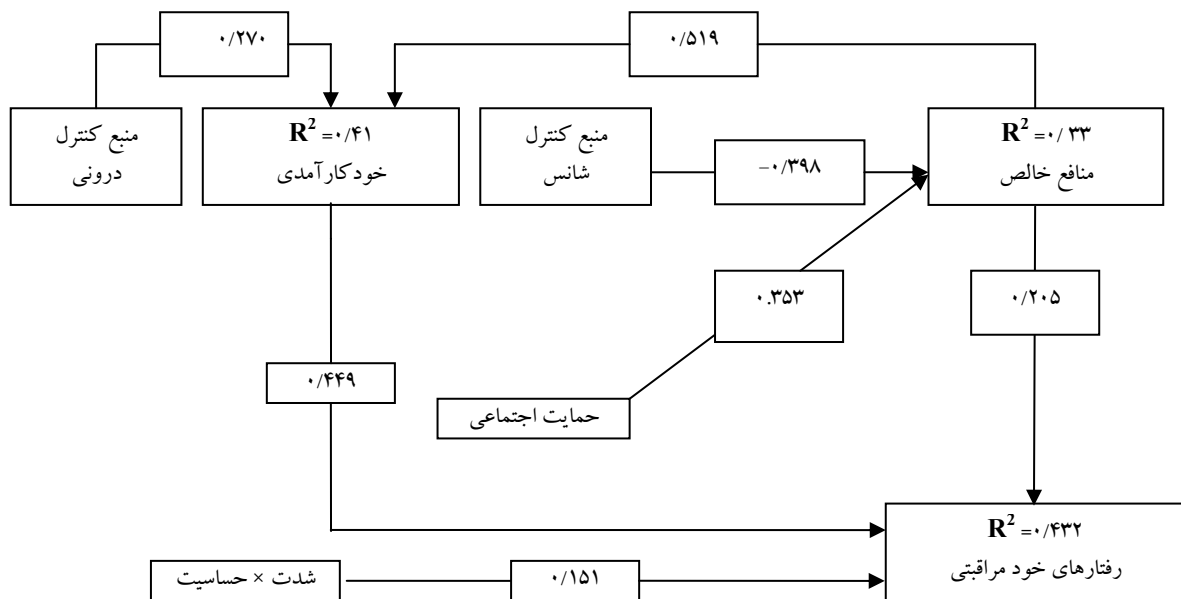 ۰/۲۷۰
۰/۵۱۹
R² =۰/ ۳۳
منافع خالص
منبع کنترل
شانس
R² =۰/۴۱
خودکارآمدی
منبع کنترل
درونی
–۰/۳۹۸
۰.۳۵۳
۰/۲۰۵
۰/۴۴۹
حمایت اجتماعی
R² =۰/۴۳۲
رفتارهای خود مراقبتی
شدت × حساسیت
۰/۱۵۱